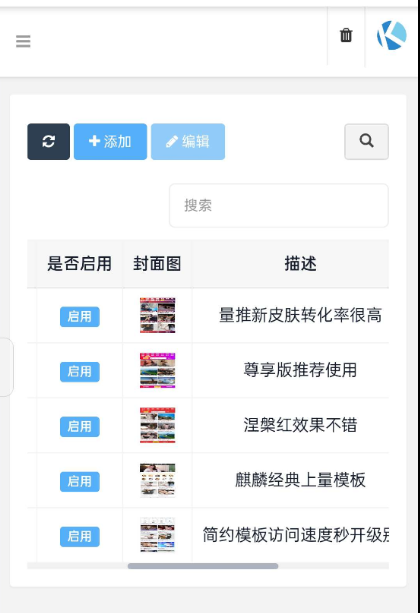 添加
编辑
搜索
是否启用 封面图 描述
启用 量推新皮肤转化率很高
启用 尊享版推荐使用
启用 涅槃红效果不错
启用 麒麟经典上量模板
启用 简约模板访问速度秒开级别